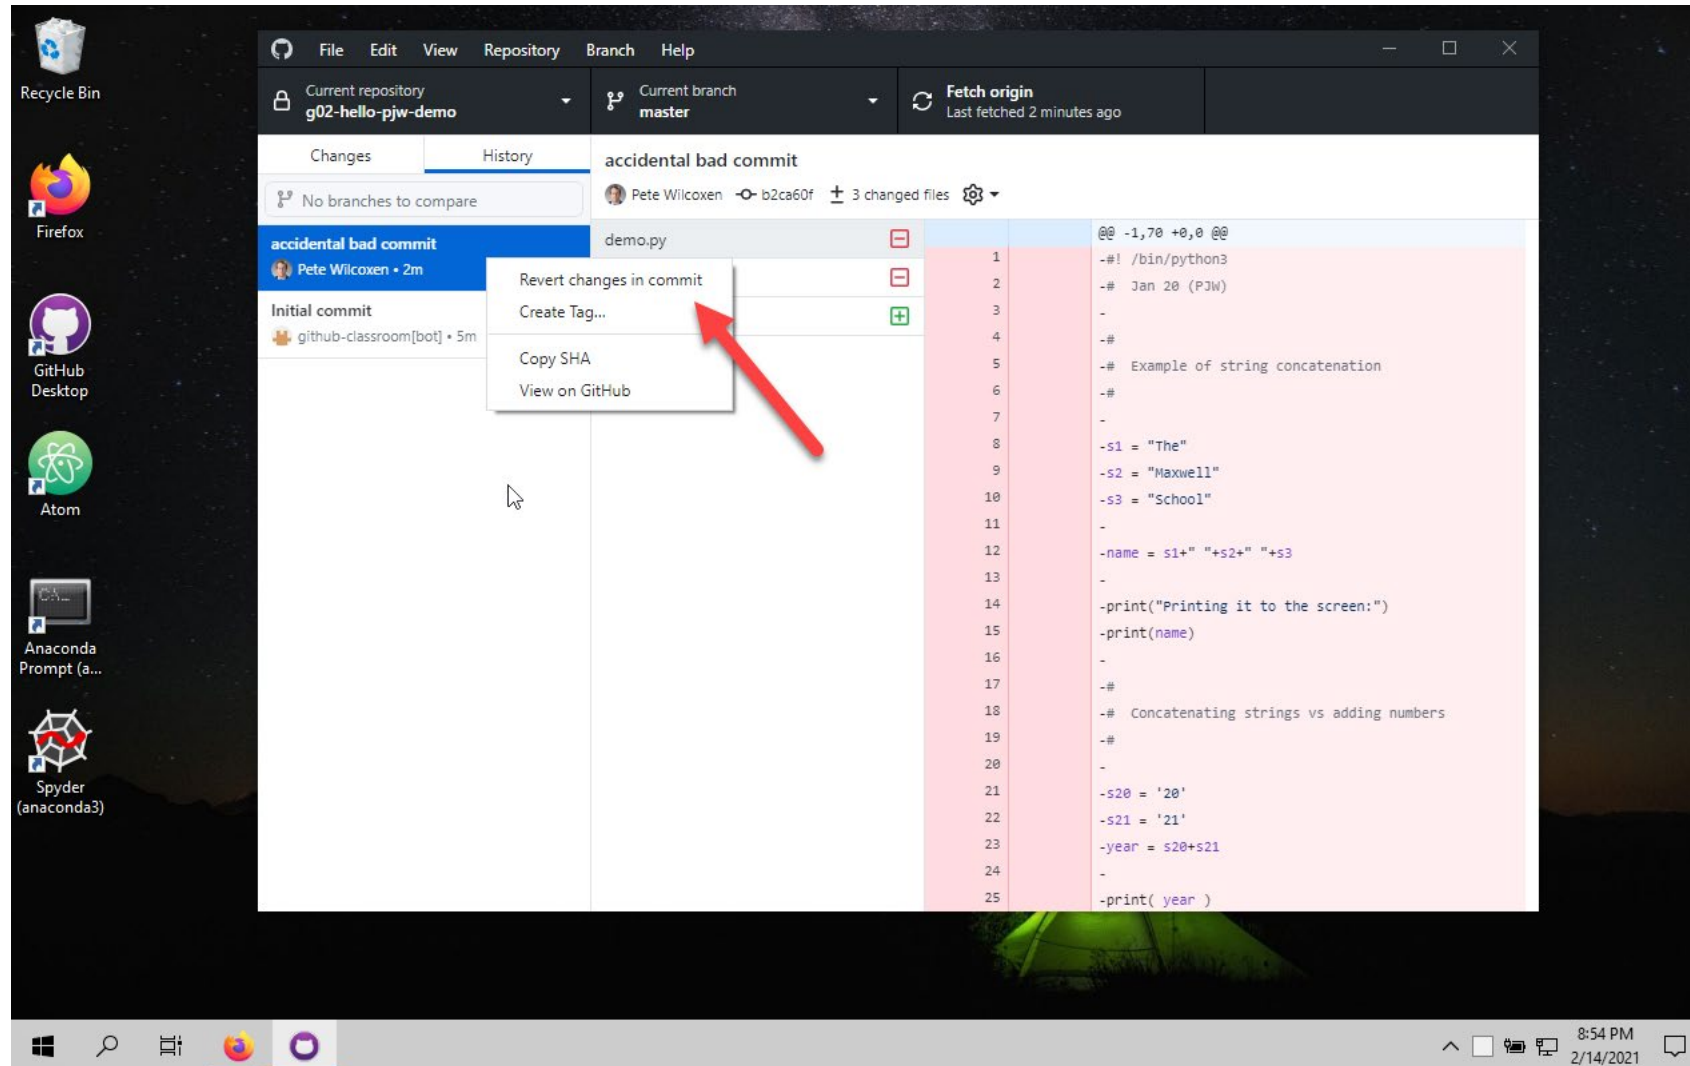 Recycle Bin
Firefox
GitHub
Desktop
Atom
Anaconda
Prompt (a...
Spyder
(anaconda3)
File Edit View Repository Branch Help
Current repository
g02-hello-pjw-demo
Current branch
master
Fetch origin
Last fetched 2 minutes ago
Changes History
No branches to compare
accidental bad commit
Pete Wilcoxen • 2m
Initial commit
github-classroom[bot] • 5m
Revert changes in commit
Create Tag...
Copy SHA
View on GitHub
accidental bad commit
Pete Wilcoxen b2ca60f 3 changed files
demo.py
@@ -1,70 +0,0 @@
1 -#! /bin/python3
2 -# Jan 20 (PJW)
3 -
4 -#
5 -# Example of string concatenation
6 -#
7 -
8 -s1 = "The"
9 -s2 = "Maxwell"
10 -s3 = "School"
11 -
12 -name = s1+" "+s2+" "+s3
13 -
14 -print("Printing it to the screen:")
15 -print(name)
16 -
17 -#
18 -# Concatenating strings vs adding numbers
19 -#
20 -
21 -s20 = '20'
22 -s21 = '21'
23 -year = s20+s21
24 -
25 -print( year )
8:54 PM
2/14/2021